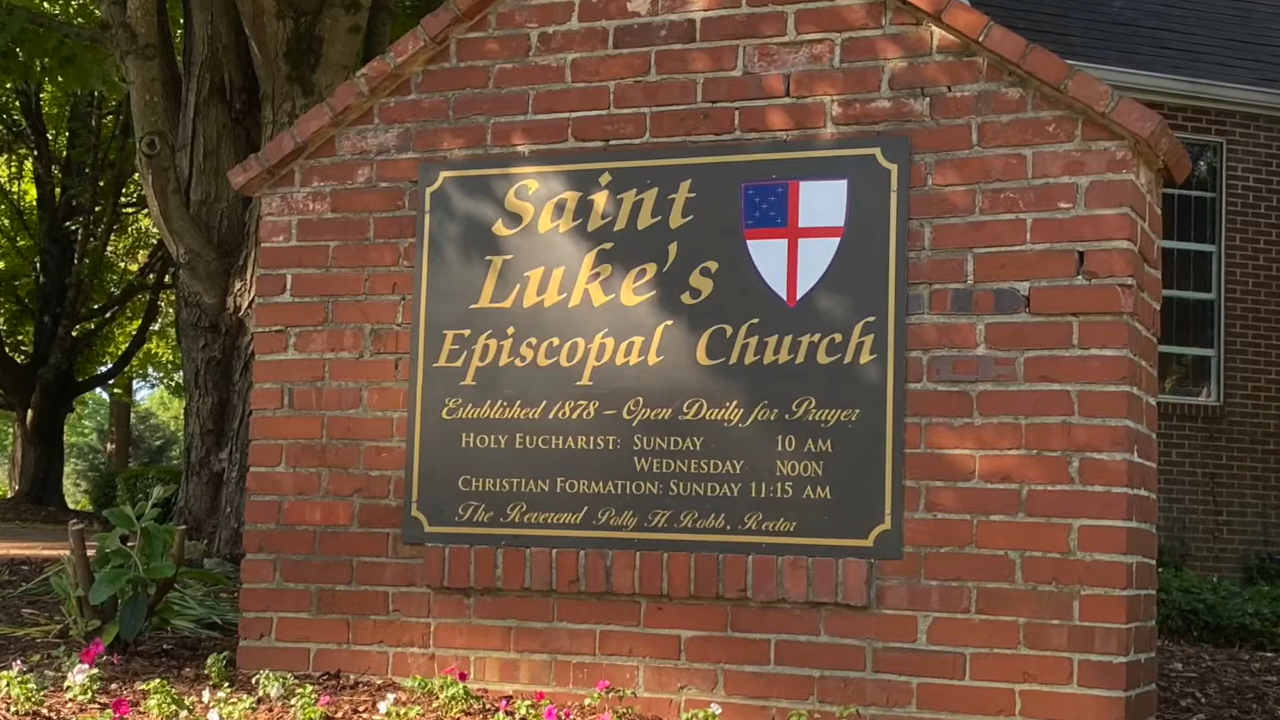 Saint
Luke's
Episcopal Church
Established 1878 – Open Daily for Prayer
HOLY EUCHARIST: SUNDAY 10 AM
WEDNESDAY NOON
CHRISTIAN FORMATION: SUNDAY 11:15 AM
The Reverend Polly H. Robb, Rector